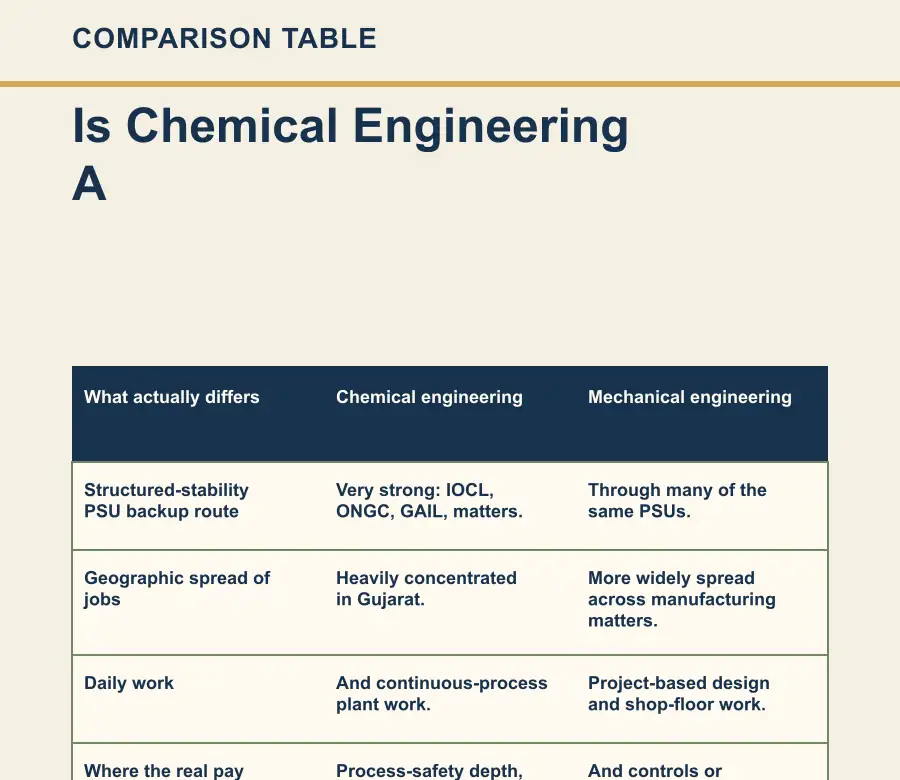 COMPARISON TABLE
Is Chemical Engineering
A
What actually differs
Chemical engineering
Mechanical engineering
Structured-stability
PSU backup route
Very strong: IOCL,
ONGC, GAIL, matters.
Through many of the
same PSUs.
Geographic spread of
jobs
Heavily concentrated
in Gujarat.
More widely spread
across manufacturing
matters.
Daily work
And continuous-process
plant work.
Project-based design
and shop-floor work.
Where the real pay
Process-safety depth,
And controls or